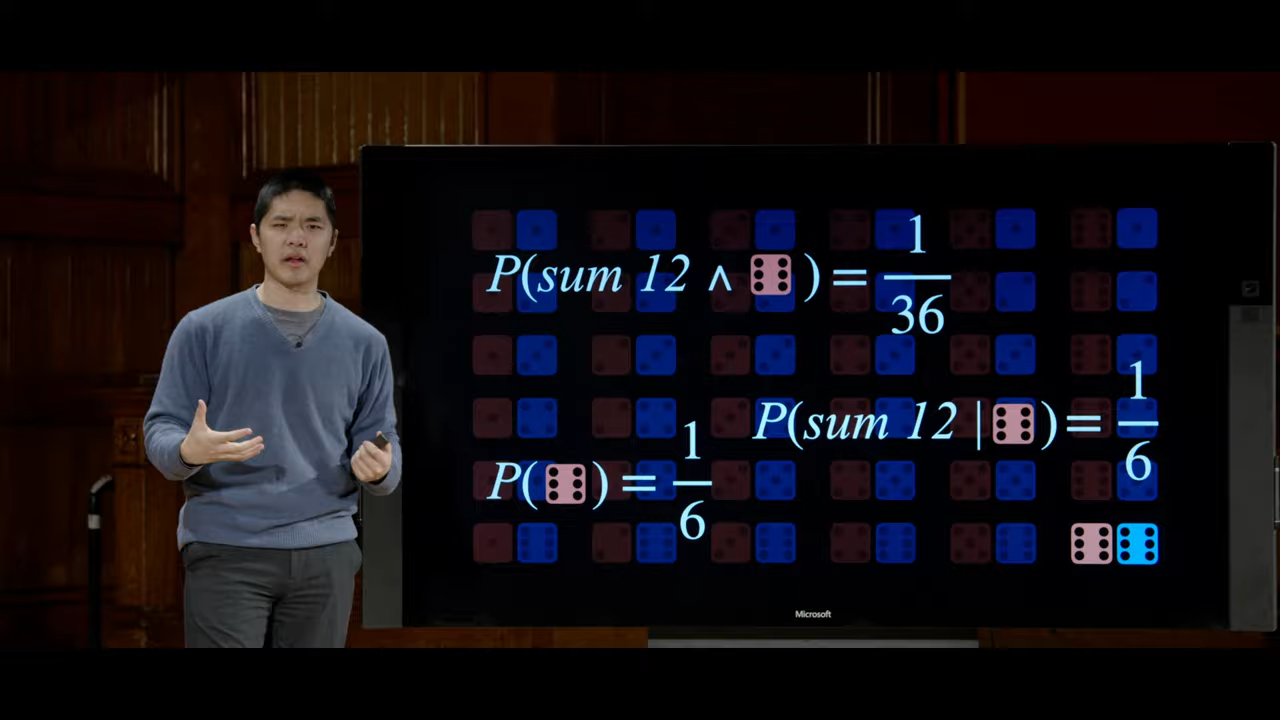 P(sum 12 ∧ ⚅) = 1/36
P(sum 12 | ⚅) = 1/6
P(⚅) = 1/6
Microsoft